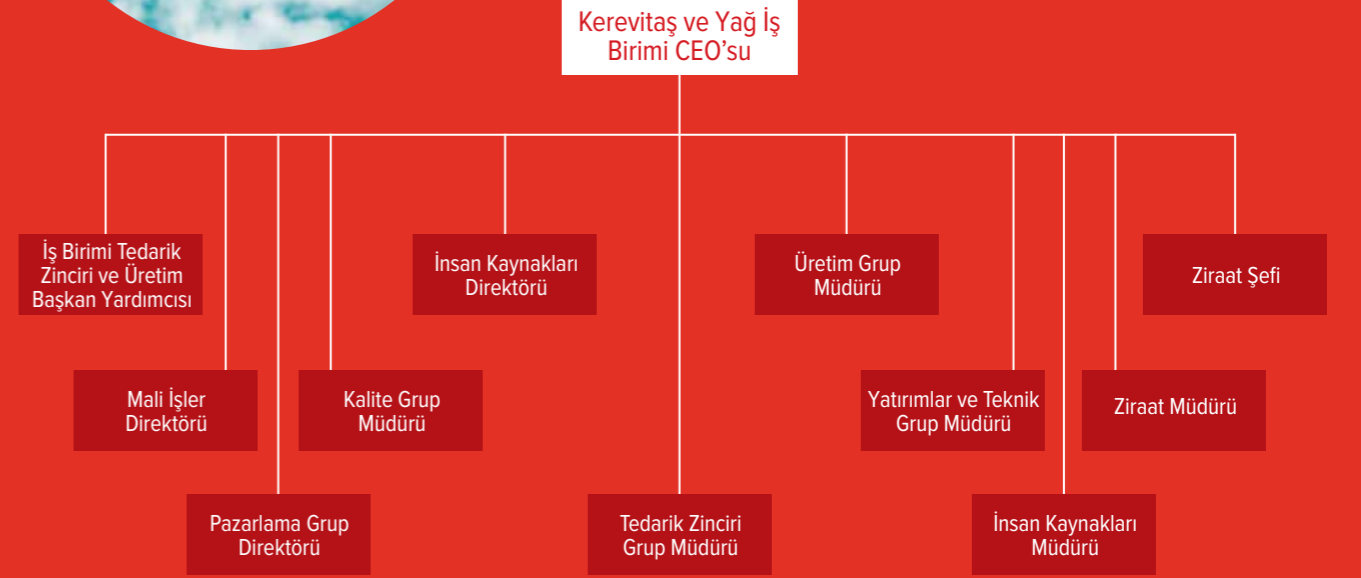 Kerevitaş ve Yağ İş
Birimi CEO’su
İş Birimi Tedarik
Zinciri ve Üretim
Başkan Yardımcısı
İnsan Kaynakları
Direktörü
Üretim Grup
Müdürü
Ziraat Şefi
Mali İşler
Direktörü
Kalite Grup
Müdürü
Yatırımlar ve Teknik
Grup Müdürü
Ziraat Müdürü
Pazarlama Grup
Direktörü
Tedarik Zinciri
Grup Müdürü
İnsan Kaynakları
Müdürü